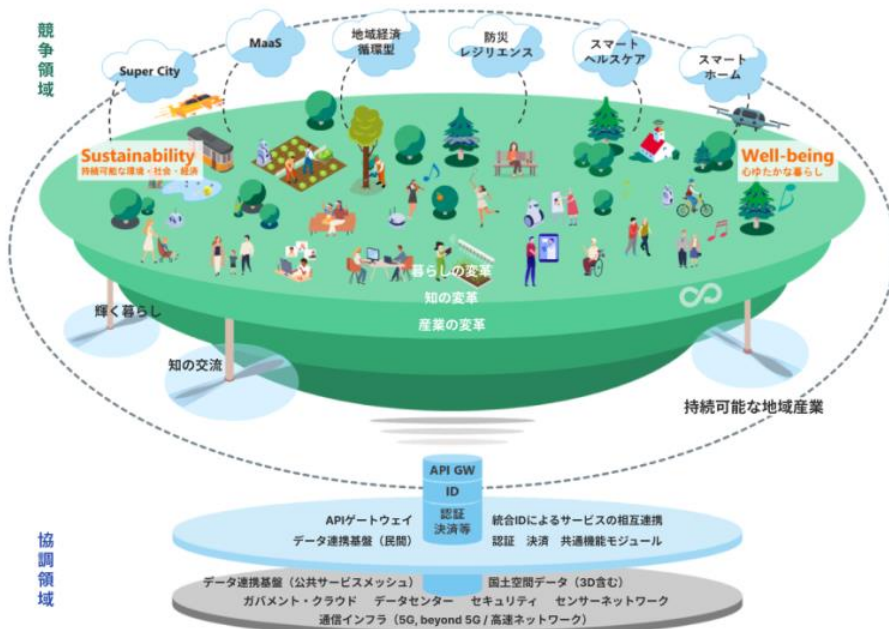 競争領域
Super City
MaaS
地域経済
循環型
防災
レジリエンス
スマート
ヘルスケア
スマート
ホーム
Sustainability
持続可能な環境・社会・経済
Well-being
心ゆたかな暮らし
暮らしの変革
知の変革
産業の変革
輝く暮らし
知の交流
持続可能な地域産業
協調領域
API GW
ID
認証
決済等
APIゲートウェイ
統合IDによるサービスの相互連携
データ連携基盤（民間）
認証 決済 共通機能モジュール
データ連携基盤（公共サービスメッシュ）
国土空間データ（3D含む）
ガバメント・クラウド データセンター セキュリティ センサーネットワーク
通信インフラ（5G, beyond 5G / 高速ネットワーク）